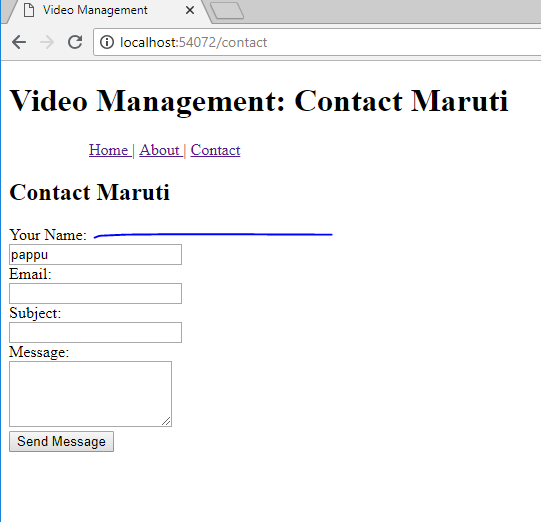 Video Management
localhost:54072/contact
Video Management: Contact Maruti
Home | About | Contact
Contact Maruti
Your Name:
pappu
Email:
Subject:
Message:
Send Message